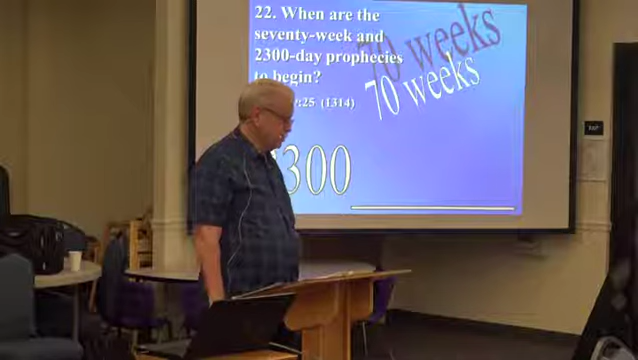 22. When are the
seventy-week and
2300-day prophecies
to begin?
:25 (1314)
70 weeks
70 weeks
300